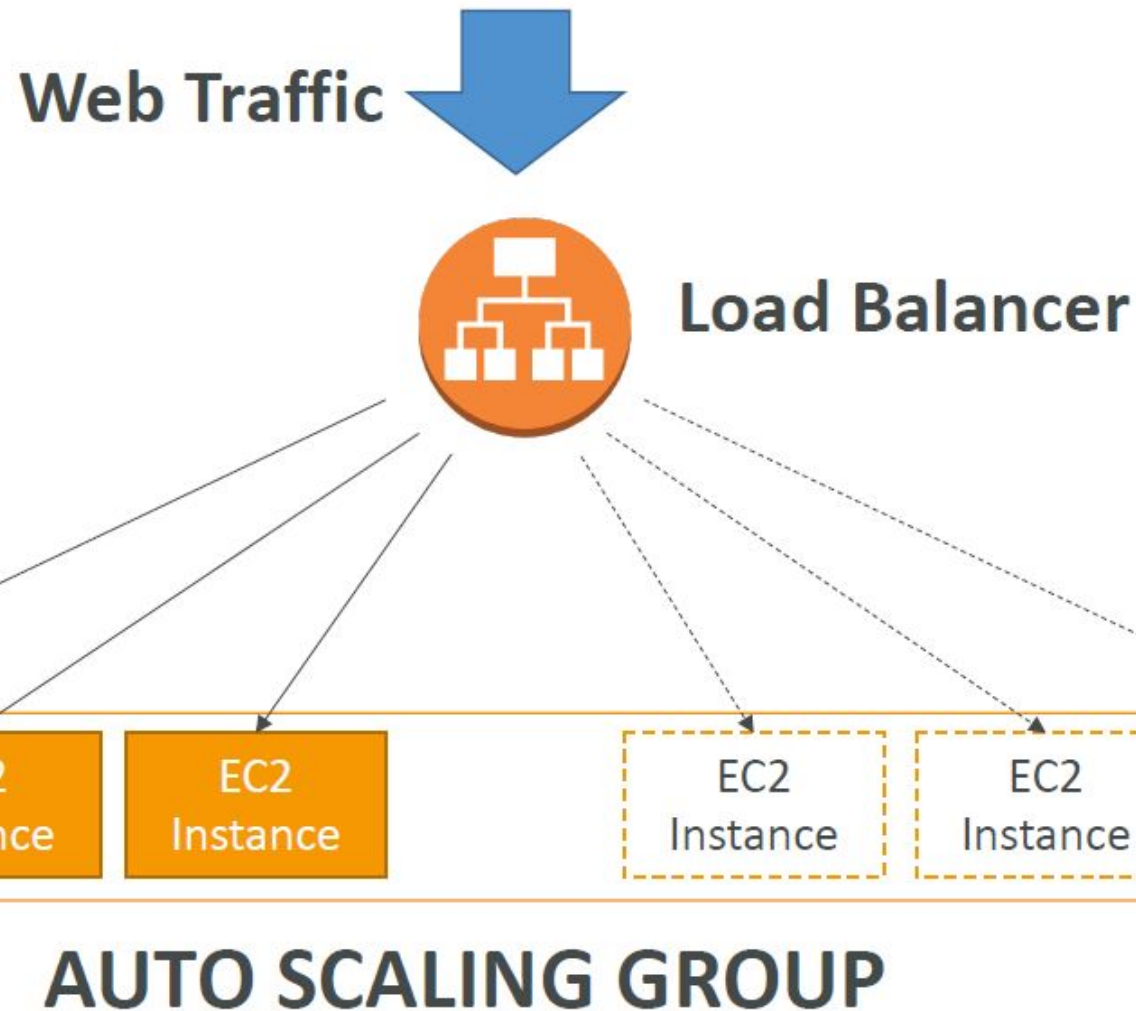 Web Traffic
Load Balancer
EC2
Instance
EC2
Instance
EC2
Instance
AUTO SCALING GROUP